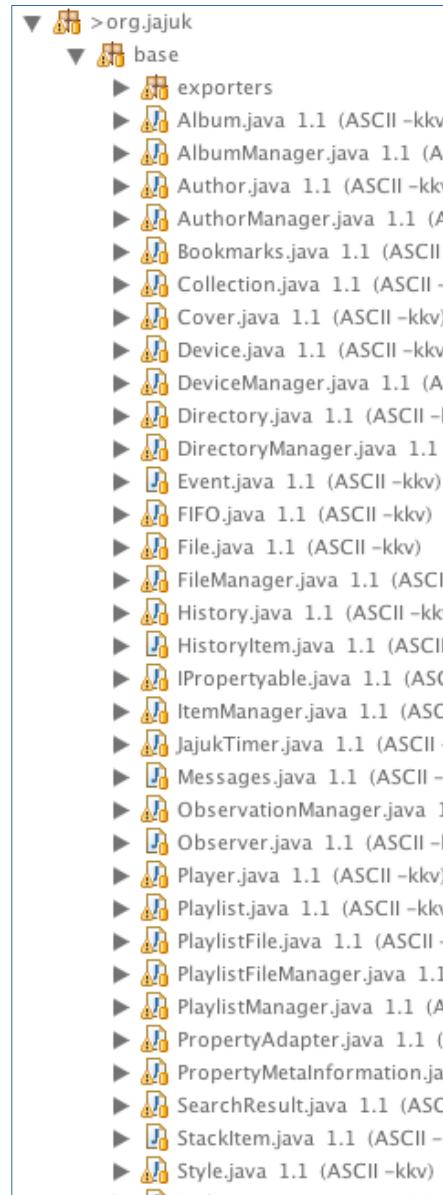 >org.jajuk
base
exporters
Album.java 1.1 (ASCII -kkv
AlbumManager.java 1.1 (A
Author.java 1.1 (ASCII -kkv
AuthorManager.java 1.1 (A
Bookmarks.java 1.1 (ASCII
Collection.java 1.1 (ASCII -
Cover.java 1.1 (ASCII -kkv)
Device.java 1.1 (ASCII -kkv
DeviceManager.java 1.1 (A
Directory.java 1.1 (ASCII -k
DirectoryManager.java 1.1
Event.java 1.1 (ASCII -kkv)
FIFO.java 1.1 (ASCII -kkv)
File.java 1.1 (ASCII -kkv)
FileManager.java 1.1 (ASCI
History.java 1.1 (ASCII -kkv
HistoryItem.java 1.1 (ASCII
IPropertyable.java 1.1 (ASC
ItemManager.java 1.1 (ASC
JajukTimer.java 1.1 (ASCII -
Messages.java 1.1 (ASCII -
ObservationManager.java 1
Observer.java 1.1 (ASCII -k
Player.java 1.1 (ASCII -kkv)
Playlist.java 1.1 (ASCII -kkv
PlaylistFile.java 1.1 (ASCII -
PlaylistFileManager.java 1.1
PlaylistManager.java 1.1 (A
PropertyAdapter.java 1.1 (
PropertyMetaInformation.ja
SearchResult.java 1.1 (ASC
StackItem.java 1.1 (ASCII -
Style.java 1.1 (ASCII -kkv)